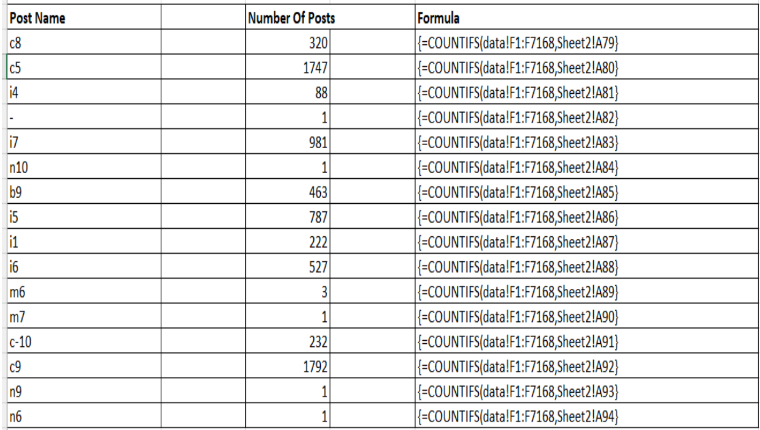 Post Name Number Of Posts Formula
c8 320 {=COUNTIFS(data!F1:F7168,Sheet2!A79}
c5 1747 {=COUNTIFS(data!F1:F7168,Sheet2!A80}
i4 88 {=COUNTIFS(data!F1:F7168,Sheet2!A81}
- 1 {=COUNTIFS(data!F1:F7168,Sheet2!A82}
i7 981 {=COUNTIFS(data!F1:F7168,Sheet2!A83}
n10 1 {=COUNTIFS(data!F1:F7168,Sheet2!A84}
b9 463 {=COUNTIFS(data!F1:F7168,Sheet2!A85}
i5 787 {=COUNTIFS(data!F1:F7168,Sheet2!A86}
i1 222 {=COUNTIFS(data!F1:F7168,Sheet2!A87}
i6 527 {=COUNTIFS(data!F1:F7168,Sheet2!A88}
m6 3 {=COUNTIFS(data!F1:F7168,Sheet2!A89}
m7 1 {=COUNTIFS(data!F1:F7168,Sheet2!A90}
c-10 232 {=COUNTIFS(data!F1:F7168,Sheet2!A91}
c9 1792 {=COUNTIFS(data!F1:F7168,Sheet2!A92}
n9 1 {=COUNTIFS(data!F1:F7168,Sheet2!A93}
n6 1 {=COUNTIFS(data!F1:F7168,Sheet2!A94}